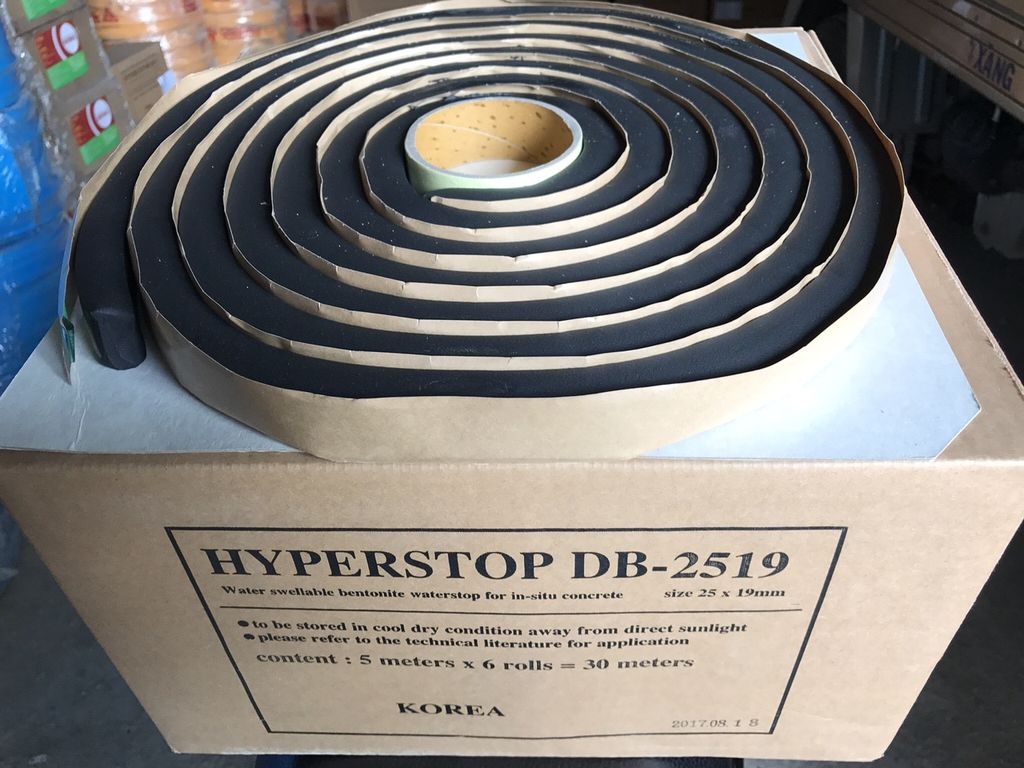 XANG
HYPERSTOP DB-2519
Water swellable bentonite waterstop for in-situ concrete size 25 x 19mm
● to be stored in cool dry condition away from direct sunlight
● please refer to the technical literature for application
content : 5 meters x 6 rolls = 30 meters
KOREA
2017.08.18